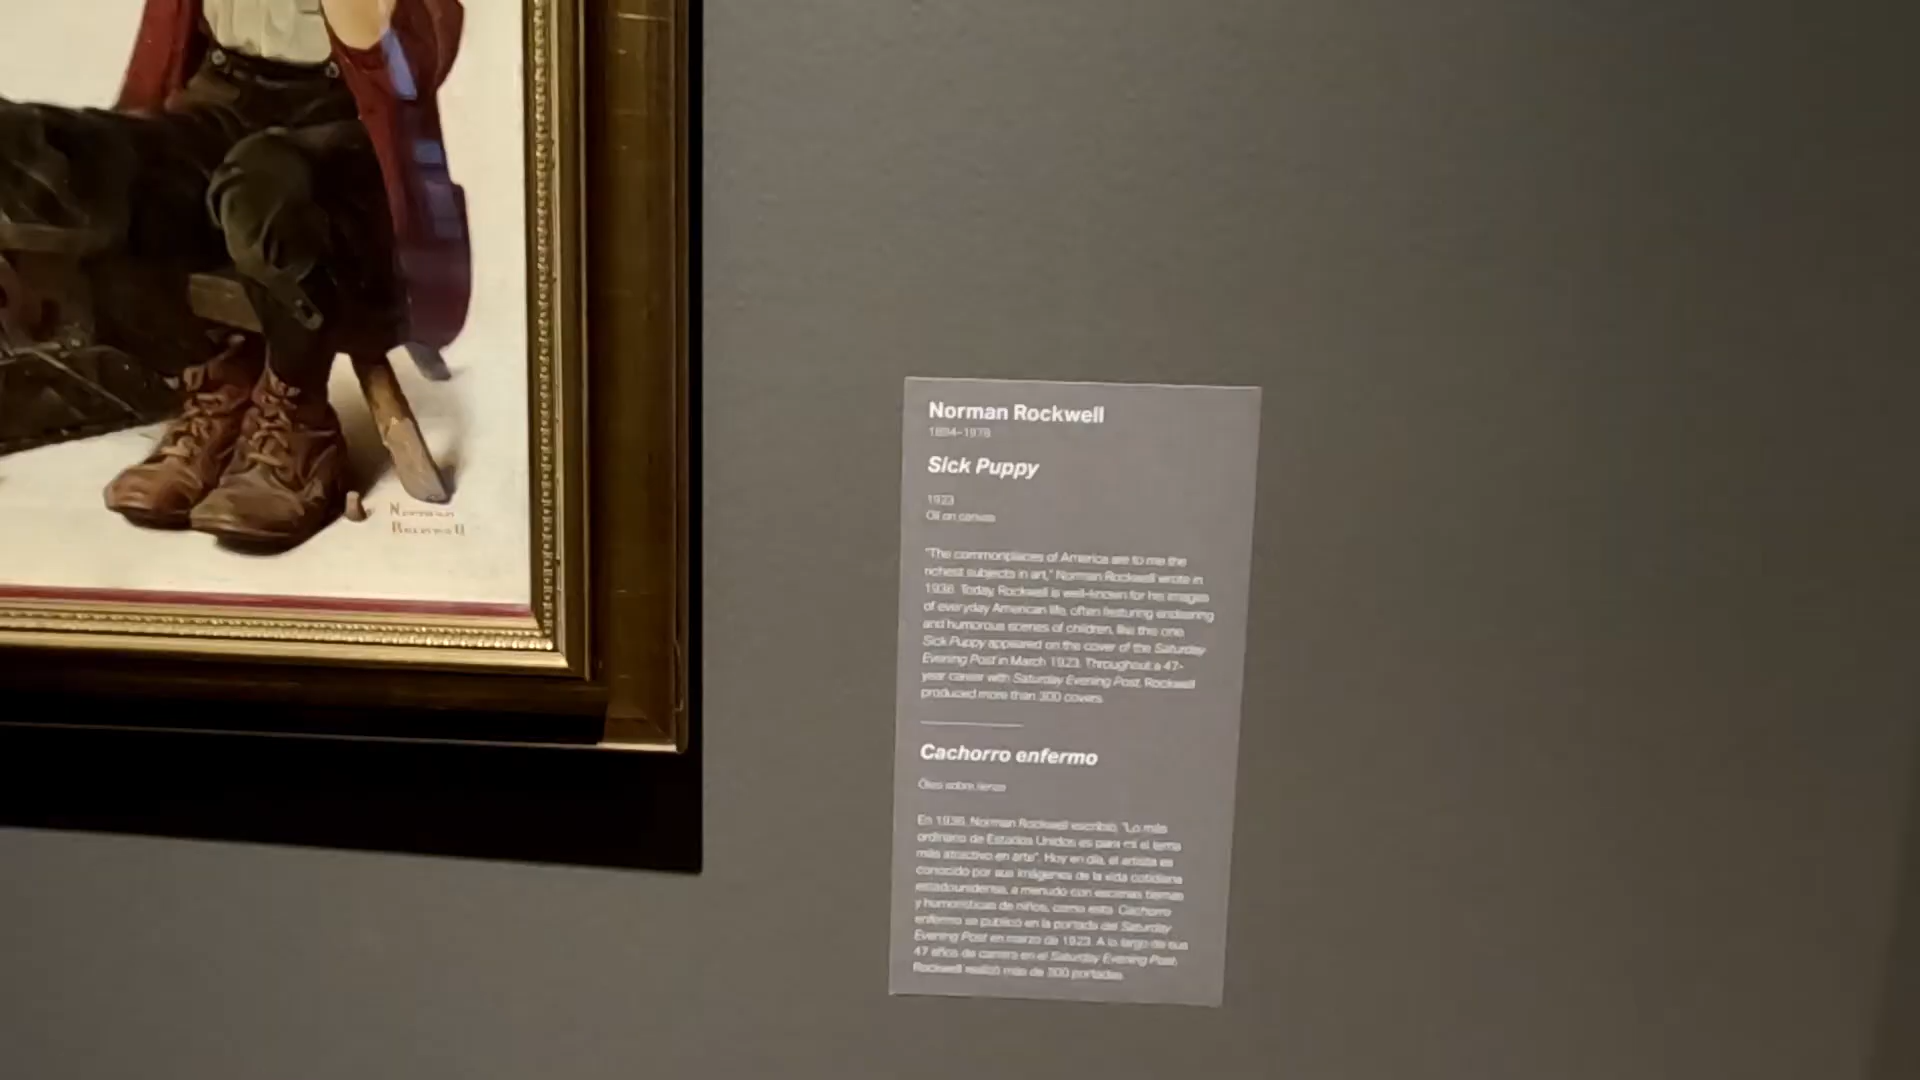 Norman
Rockwell
Norman Rockwell
1894–1978
Sick Puppy
1923
Oil on canvas
"The commonplaces of America are to me the
richest subjects in art," Norman Rockwell wrote in
1936. Today, Rockwell is well-known for his images
of everyday American life, often featuring endearing
and humorous scenes of children, like this one.
Sick Puppy appeared on the cover of the Saturday
Evening Post in March 1923. Throughout a 47-
year career with Saturday Evening Post, Rockwell
produced more than 300 covers.
Cachorro enfermo
Óleo sobre lienzo
En 1936, Norman Rockwell escribió, "Lo más
ordinario de Estados Unidos es para mí el tema
más atractivo en arte". Hoy en día, el artista es
conocido por sus imágenes de la vida cotidiana
estadounidense, a menudo con escenas tiernas
y humorísticas de niños, como esta. Cachorro
enfermo se publicó en la portada del Saturday
Evening Post en marzo de 1923. A lo largo de sus
47 años de carrera en el Saturday Evening Post,
Rockwell realizó más de 300 portadas.